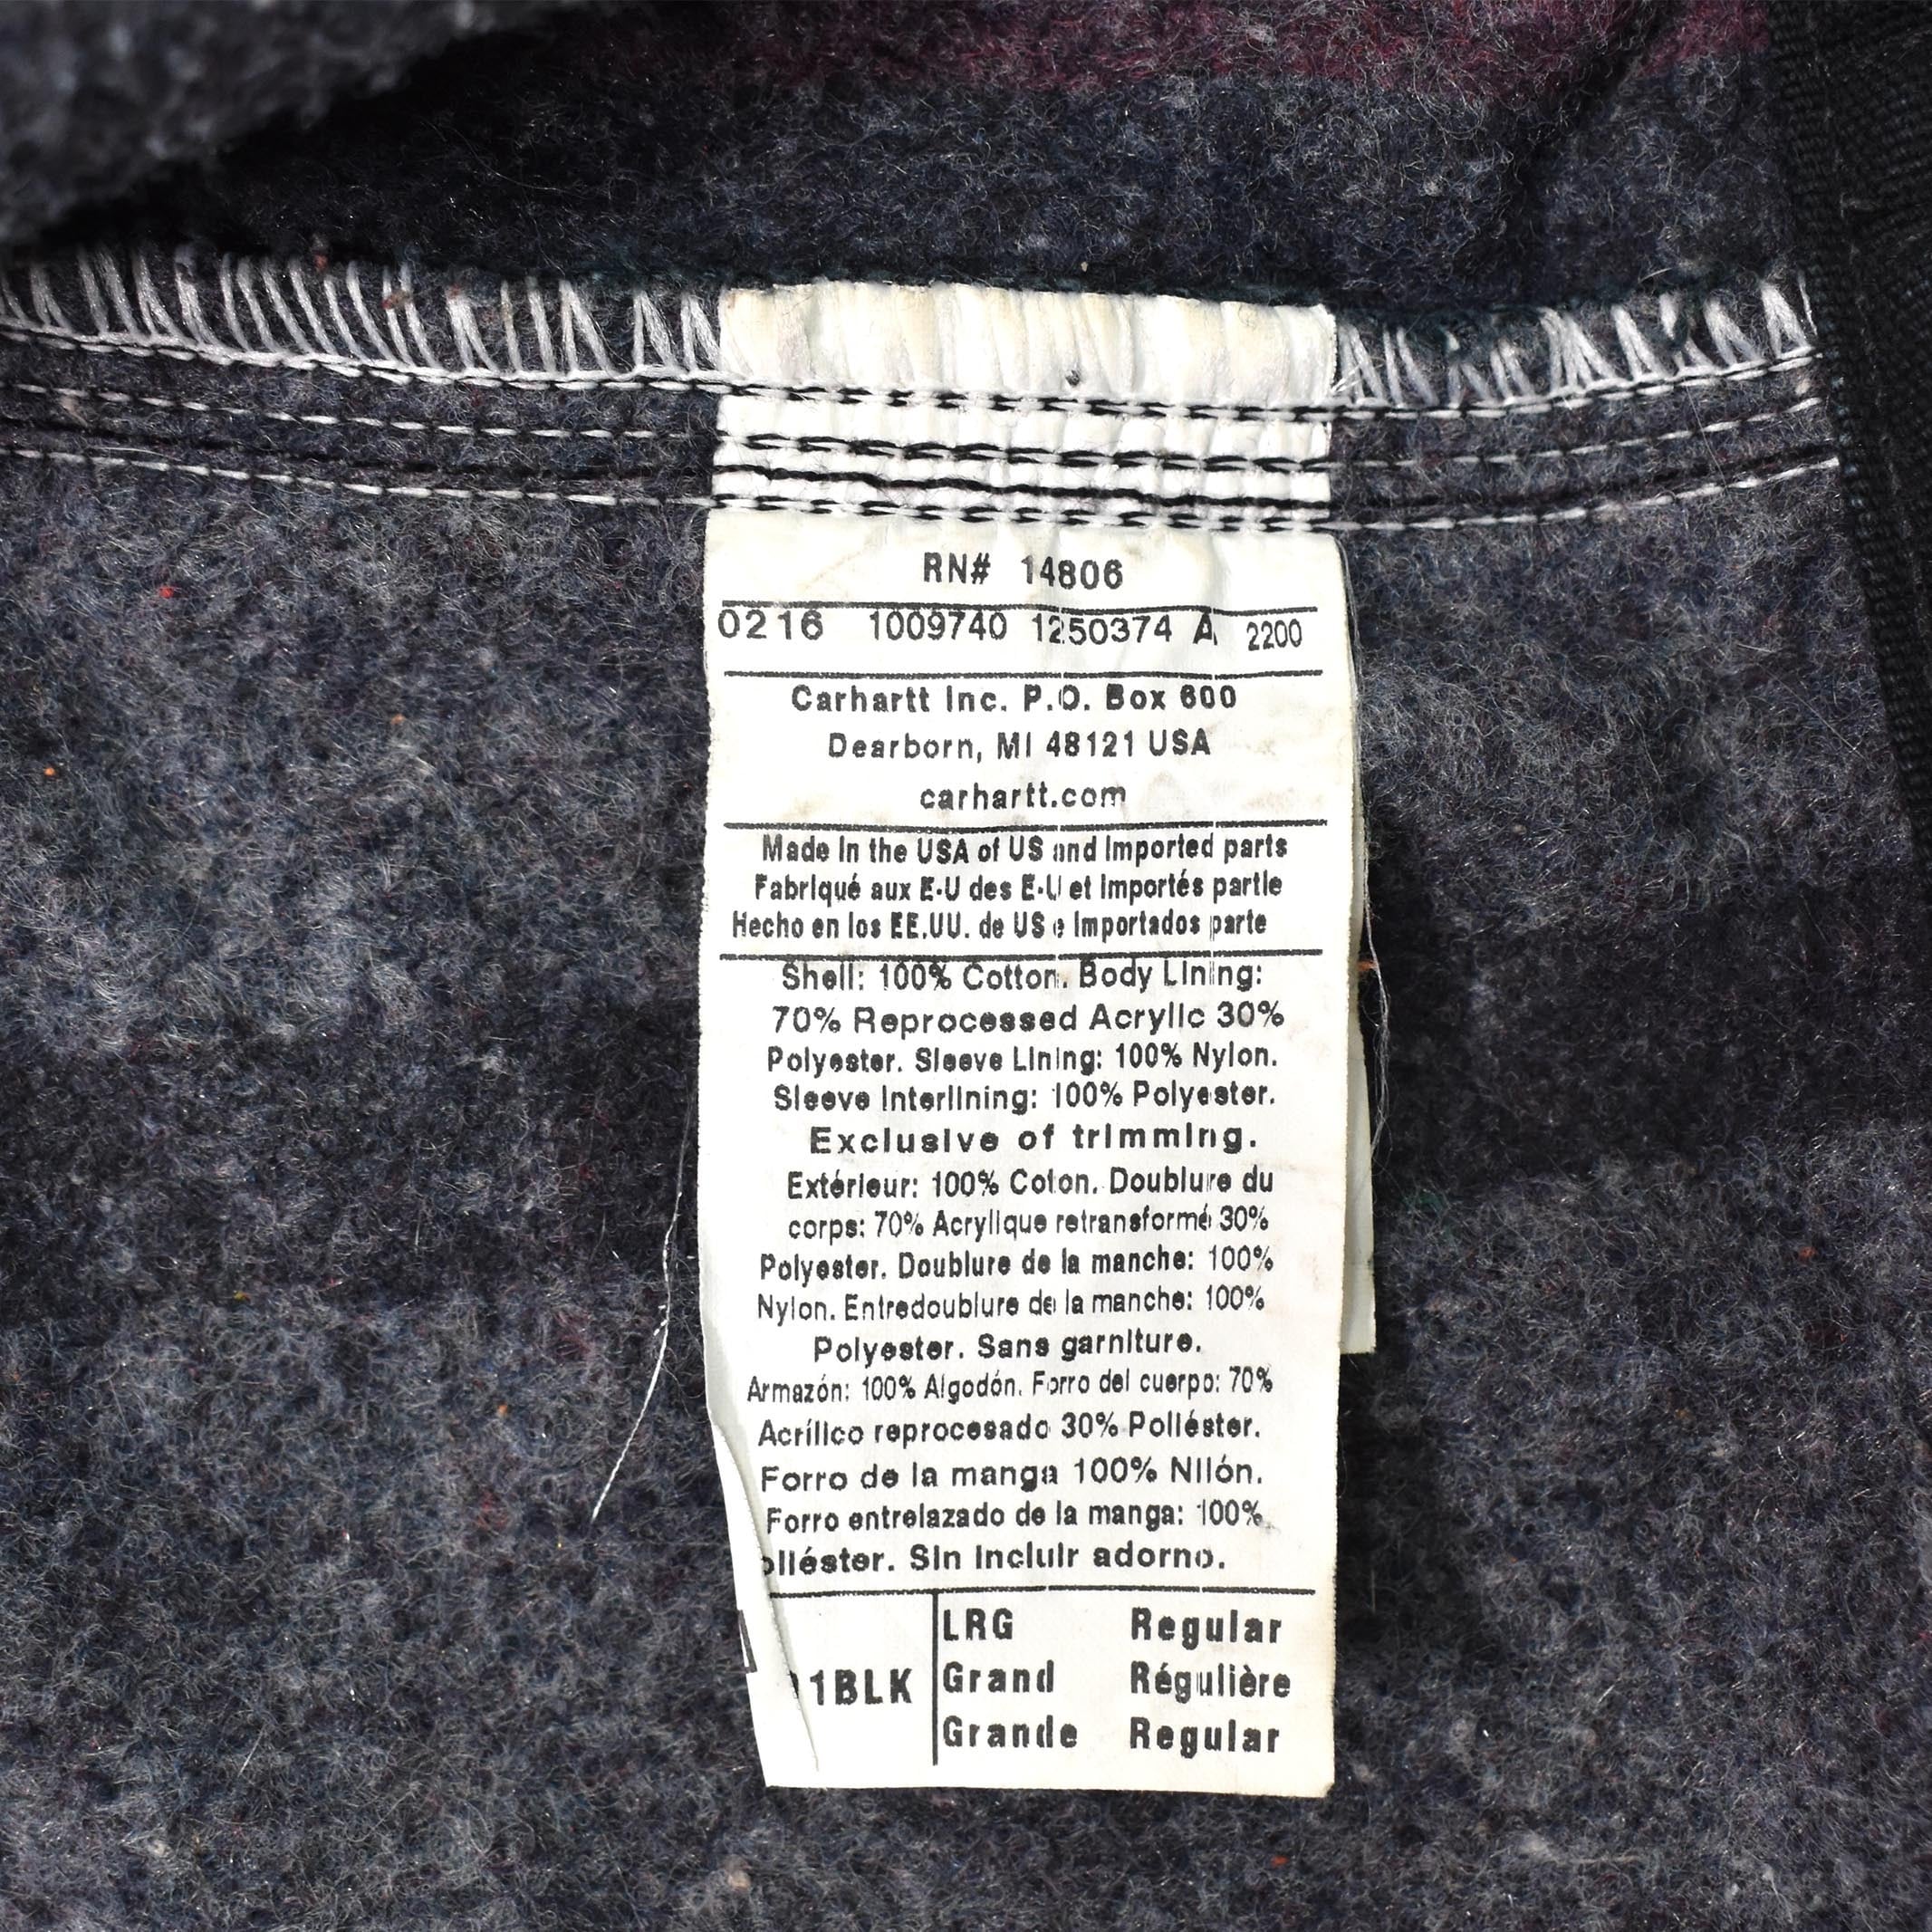 RN# 14806
0216 1009740 1250374 A 2200
Carhartt Inc. P.O. Box 600
Dearborn, MI 48121 USA
carhartt.com
Made In the USA of US and Imported parts
Fabriqué aux E-U des E-U et Importés partie
Hecho en los EE.UU. de US e Importados parte
Shell: 100% Cotton. Body Lining:
70% Reprocessed Acrylic 30%
Polyester. Sleeve Lining: 100% Nylon.
Sleeve Interlining: 100% Polyester.
Exclusive of trimming.
Extérieur: 100% Coton. Doublure du
corps: 70% Acrylique retransformé 30%
Polyester. Doublure de la manche: 100%
Nylon. Entredoublure de la manche: 100%
Polyester. Sans garniture.
Armazón: 100% Algodón. Forro del cuerpo: 70%
Acrílico reprocesado 30% Poliéster.
Forro de la manga 100% Nilón.
Forro entrelazado de la manga: 100%
oliéster. Sin incluir adorno.
1BLK
LRG Regular
Grand Régulière
Grande Regular